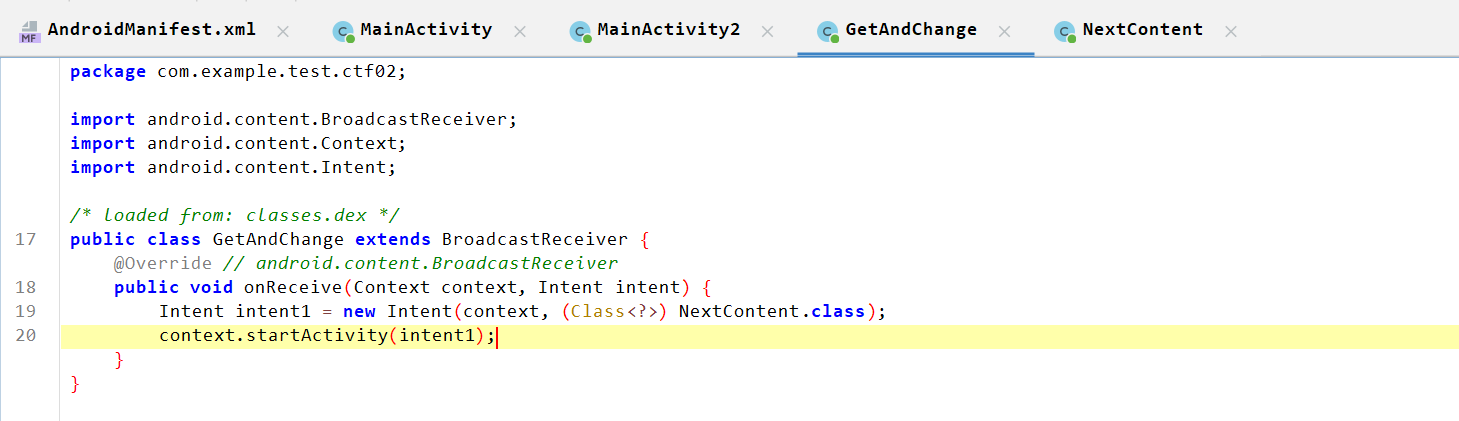 AndroidManifest.xml MainActivity MainActivity2 GetAndChange NextContent
package com.example.test.ctf02;
import android.content.BroadcastReceiver;
import android.content.Context;
import android.content.Intent;
/* loaded from: classes.dex */
17 public class GetAndChange extends BroadcastReceiver {
@Override // android.content.BroadcastReceiver
18 public void onReceive(Context context, Intent intent) {
19 Intent intent1 = new Intent(context, (Class<?>) NextContent.class);
20 context.startActivity(intent1);
}
}